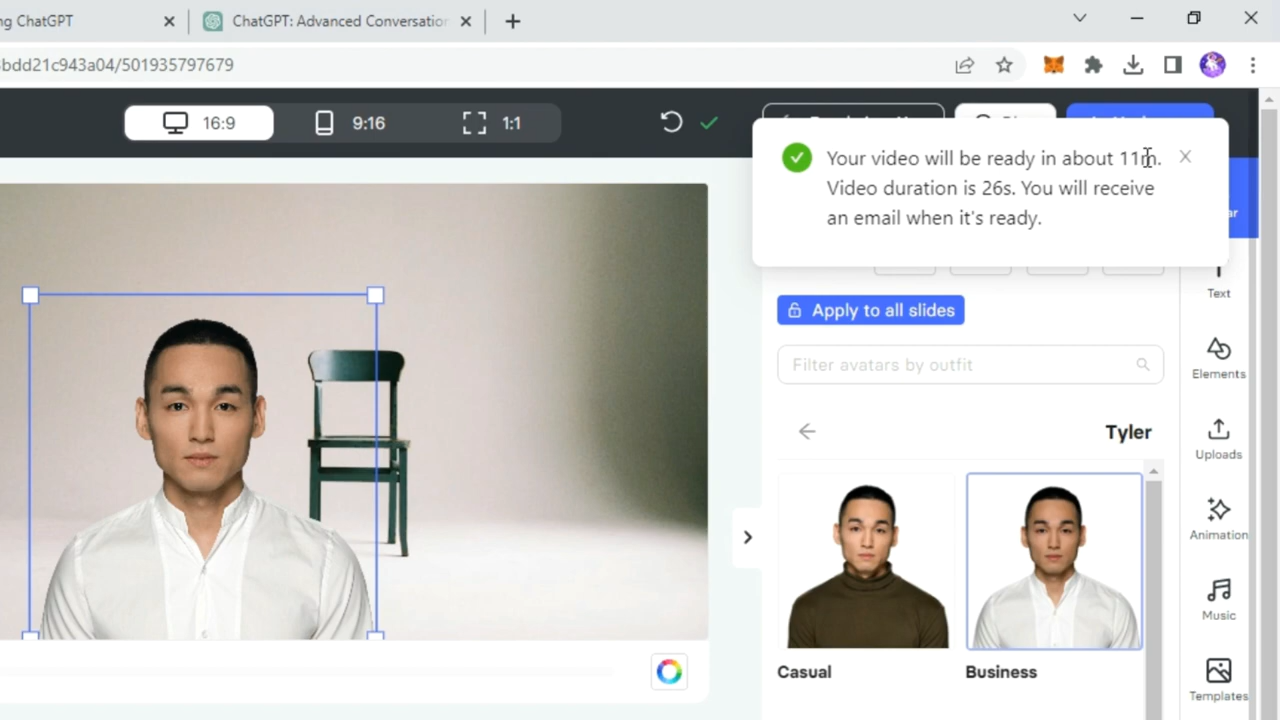 ng ChatGPT
ChatGPT: Advanced Conversation
bdd21c943a04/501935797679
16:9
9:16
1:1
Your video will be ready in about 11m.
Video duration is 26s. You will receive
an email when it's ready.
ar
Text
Apply to all slides
Filter avatars by outfit
Elements
Tyler
Uploads
Animation
Music
Casual
Business
Templates